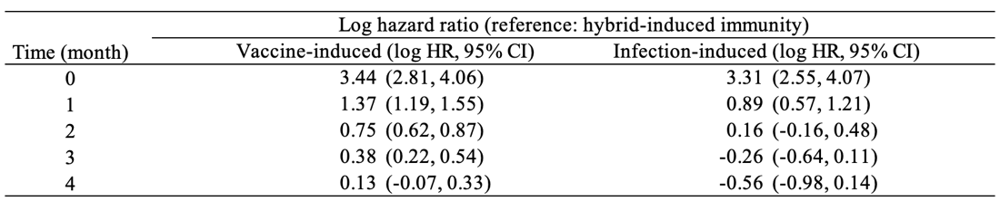 Log hazard ratio (reference: hybrid-induced immunity)
Time (month) Vaccine-induced (log HR, 95% CI) Infection-induced (log HR, 95% CI)
0 3.44 (2.81, 4.06) 3.31 (2.55, 4.07)
1 1.37 (1.19, 1.55) 0.89 (0.57, 1.21)
2 0.75 (0.62, 0.87) 0.16 (-0.16, 0.48)
3 0.38 (0.22, 0.54) -0.26 (-0.64, 0.11)
4 0.13 (-0.07, 0.33) -0.56 (-0.98, 0.14)